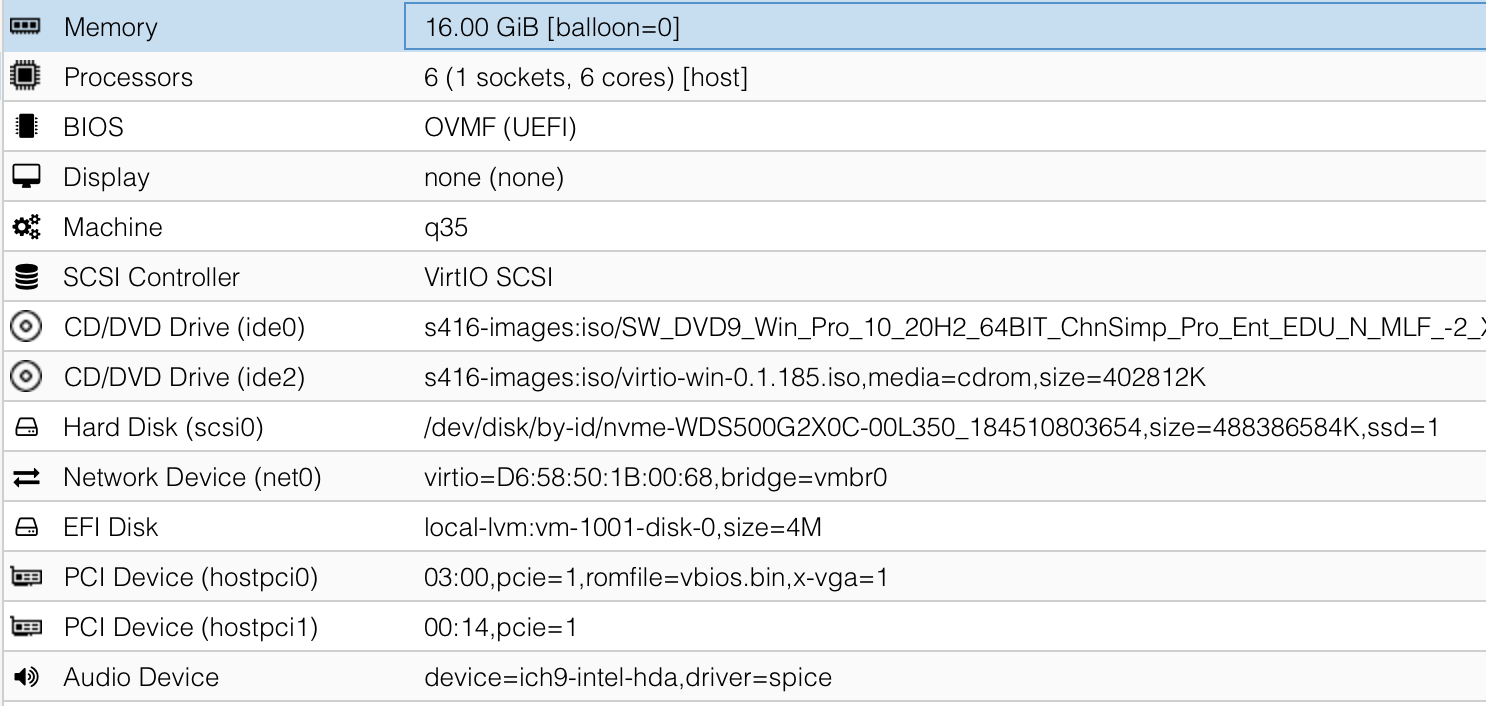 Memory 16.00 GiB [balloon=0]
Processors 6 (1 sockets, 6 cores) [host]
BIOS OVMF (UEFI)
Display none (none)
Machine q35
SCSI Controller VirtIO SCSI
CD/DVD Drive (ide0) s416-images:iso/SW_DVD9_Win_Pro_10_20H2_64BIT_ChnSimp_Pro_Ent_EDU_N_MLF_-2_
CD/DVD Drive (ide2) s416-images:iso/virtio-win-0.1.185.iso,media=cdrom,size=402812K
Hard Disk (scsi0) /dev/disk/by-id/nvme-WDS500G2X0C-00L350_184510803654,size=488386584K,ssd=1
Network Device (net0) virtio=D6:58:50:1B:00:68,bridge=vmbr0
EFI Disk local-lvm:vm-1001-disk-0,size=4M
PCI Device (hostpci0) 03:00,pcie=1,romfile=vbios.bin,x-vga=1
PCI Device (hostpci1) 00:14,pcie=1
Audio Device device=ich9-intel-hda,driver=spice